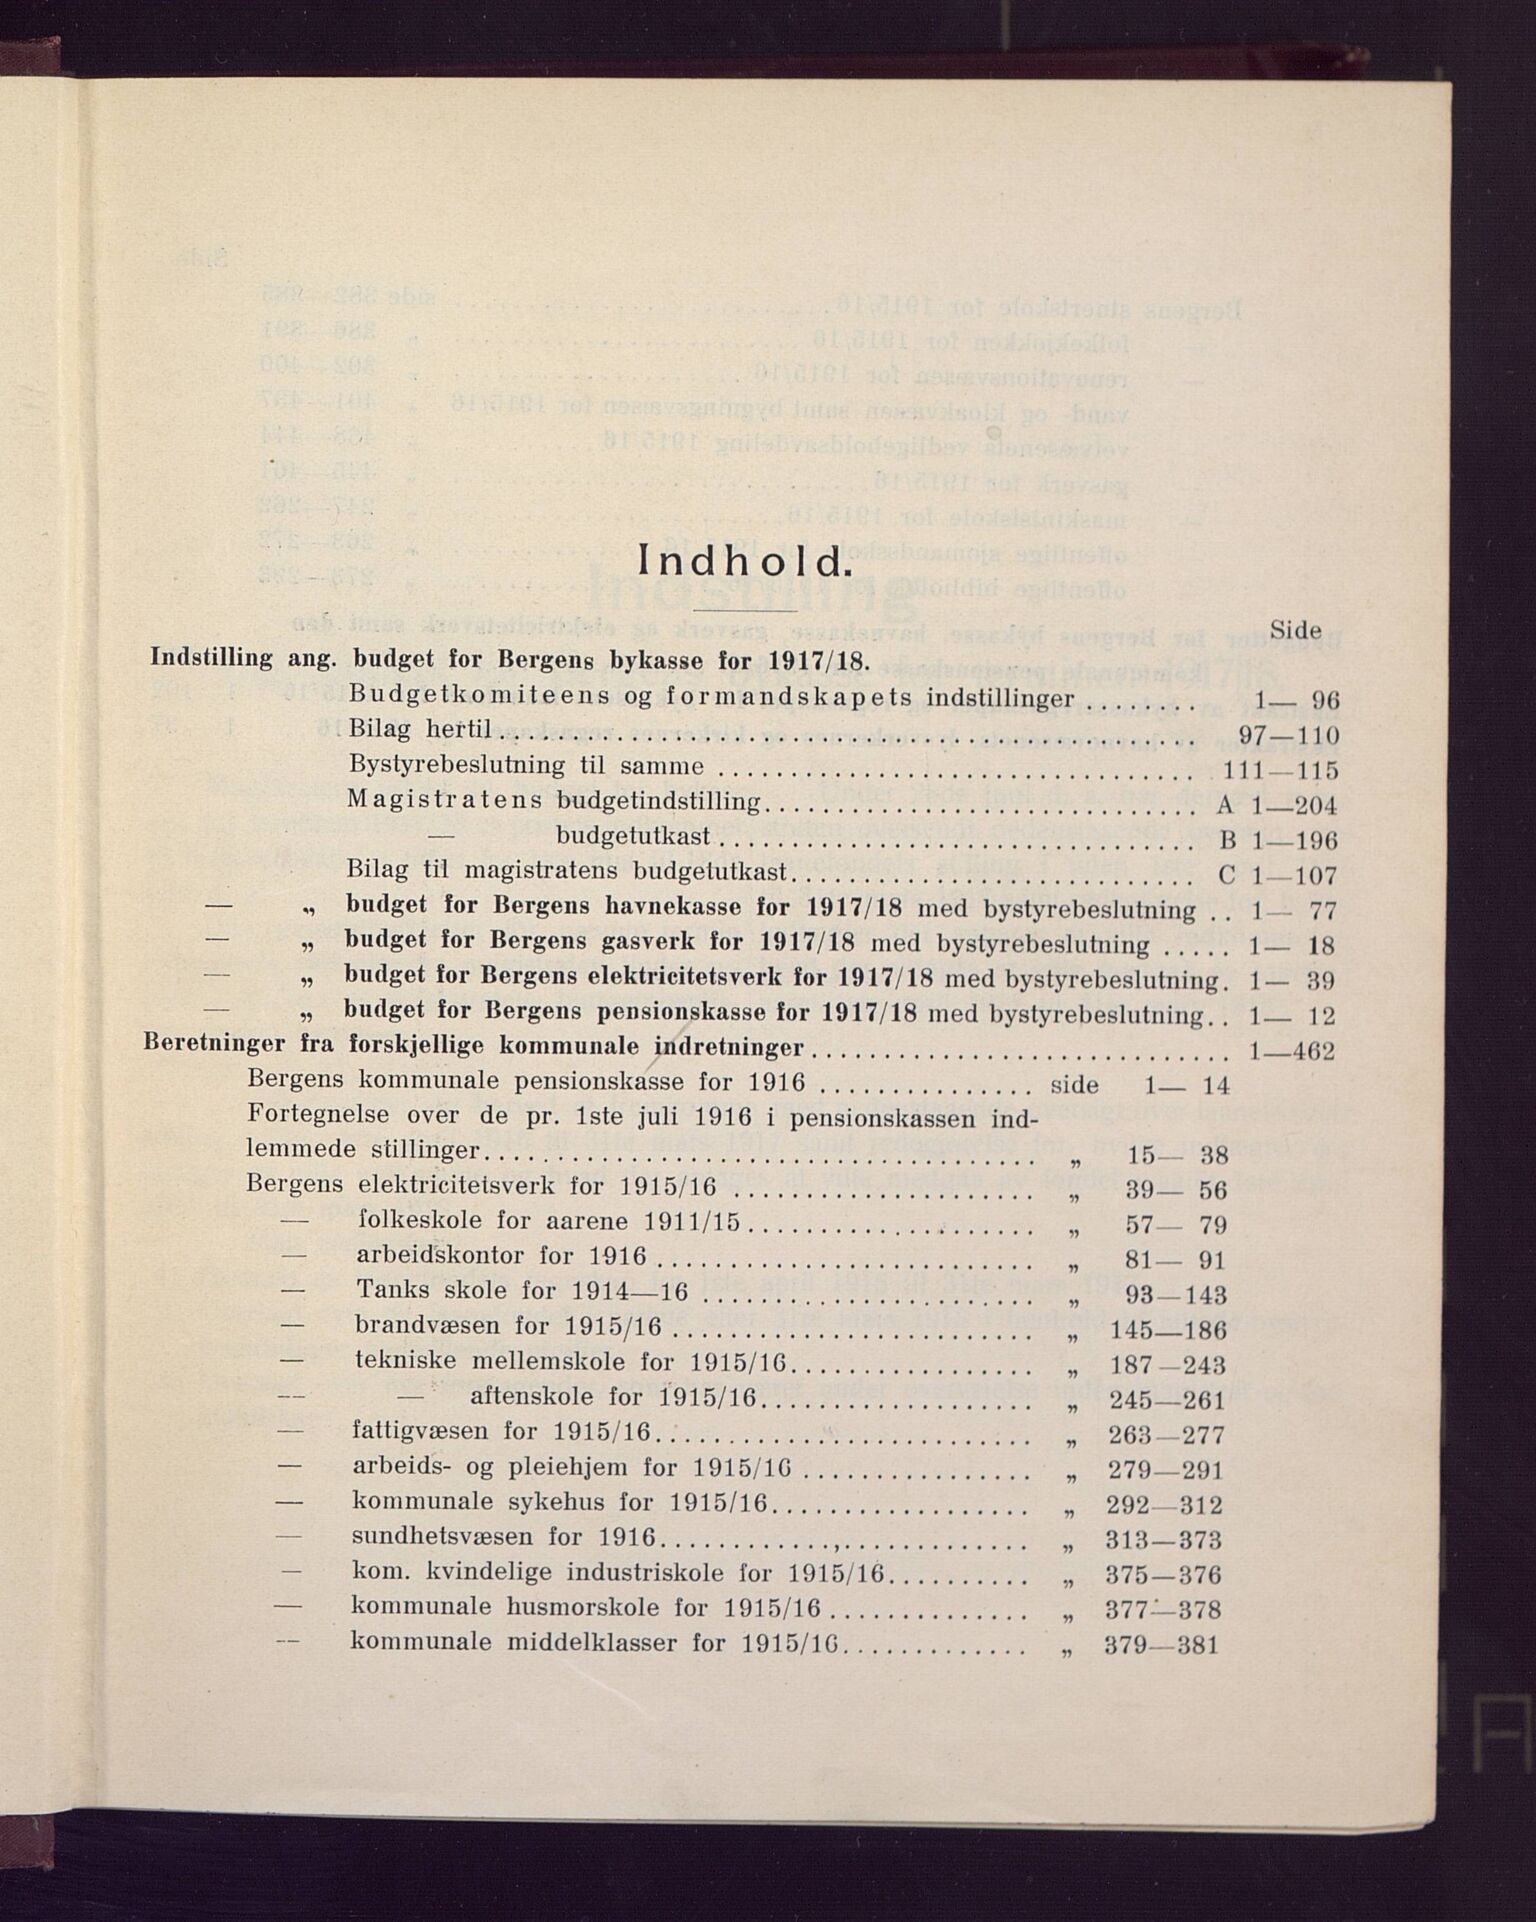 Indhold.
Side
Indstilling ang. budget for Bergens bykasse for 1917/18.
Budgetkomiteens og formandskapets indstillinger ........ 1— 96
Bilag hertil ................................................ 97—110
Bystyrebeslutning til samme ................................. 111—115
Magistratens budgetindstilling.............................. A 1—204
— budgetutkast................................. B 1—196
Bilag til magistratens budgetutkast............................ C 1—107
— „ budget for Bergens havnekasse for 1917/18 med bystyrebeslutning .. 1— 77
— „ budget for Bergens gasverk for 1917/18 med bystyrebeslutning ..... 1— 18
— „ budget for Bergens elektricitetsverk for 1917/18 med bystyrebeslutning. 1— 39
— „ budget for Bergens pensionskasse for 1917/18 med bystyrebeslutning.. 1— 12
Beretninger fra forskjellige kommunale indretninger ............................. 1—462
Bergens kommunale pensionskasse for 1916 ............... side 1— 14
Fortegnelse over de pr. 1ste juli 1916 i pensionskassen ind-
lemmede stillinger...................................... „ 15— 38
Bergens elektricitetsverk for 1915/16 ..................... „ 39— 56
— folkeskole for aarene 1911/15.................... „ 57— 79
— arbeidskontor for 1916 .......................... „ 81— 91
— Tanks skole for 1914—16 ....................... „ 93—143
— brandvæsen for 1915/16 ......................... „ 145—186
— tekniske mellemskole for 1915/16................. „ 187—243
— — aftenskole for 1915/16................... „ 245—261
— fattigvæsen for 1915/16.......................... „ 263—277
— arbeids- og pleiehjem for 1915/16 ................ „ 279—291
— kommunale sykehus for 1915/16.................. „ 292—312
— sundhetsvæsen for 1916............,............. „ 313—373
— kom. kvindelige industriskole for 1915/16.......... „ 375—376
— kommunale husmorskole for 1915/16 .............. „ 377—378
— kommunale middelklasser for 1915/16............. „ 379—381